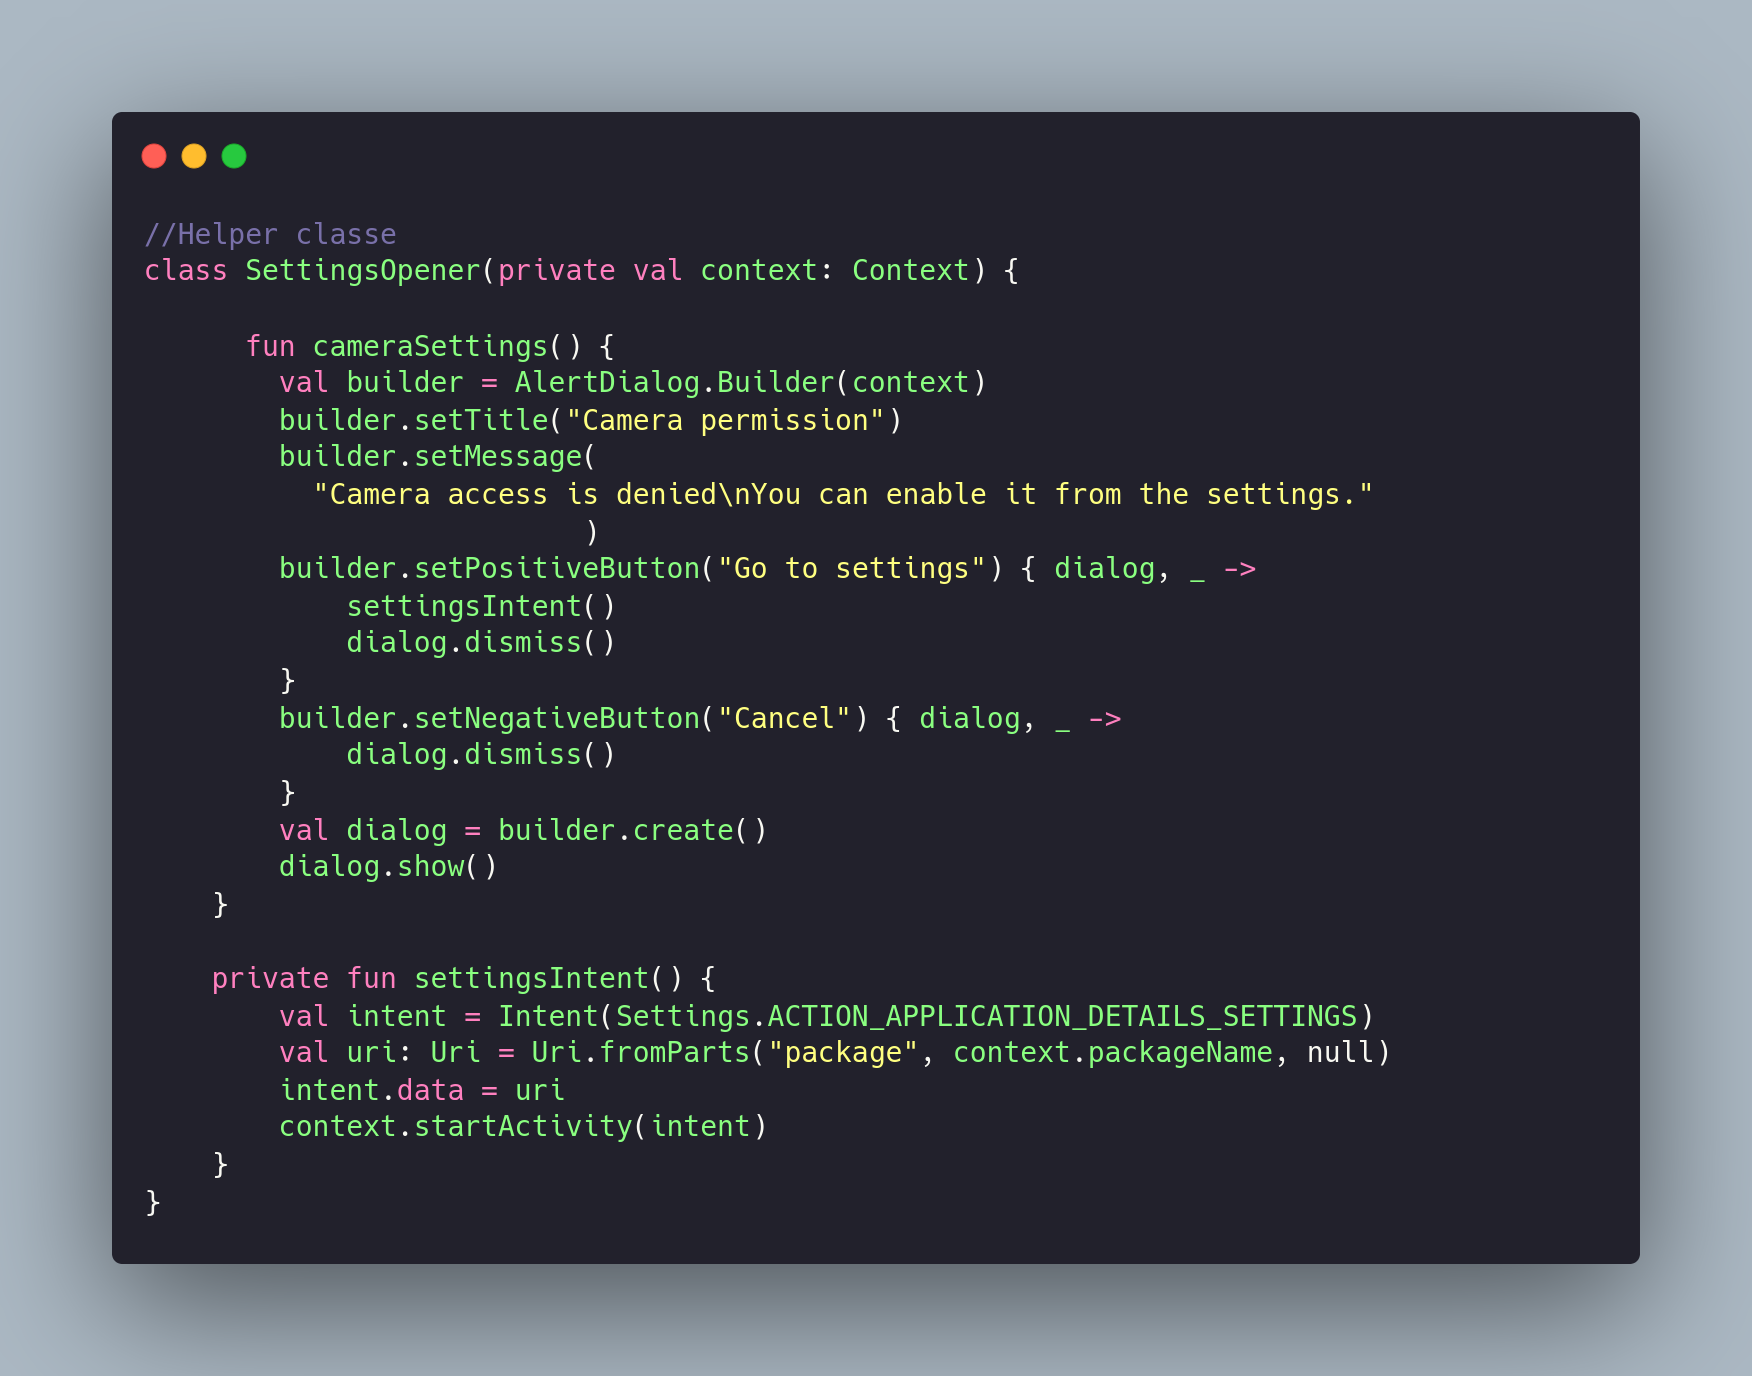 //Helper classe
class SettingsOpener(private val context: Context) {

      fun cameraSettings() {
        val builder = AlertDialog.Builder(context)
        builder.setTitle("Camera permission")
        builder.setMessage(
          "Camera access is denied\nYou can enable it from the settings."
                          )
        builder.setPositiveButton("Go to settings") { dialog, _ ->
            settingsIntent()
            dialog.dismiss()
        }
        builder.setNegativeButton("Cancel") { dialog, _ ->
            dialog.dismiss()
        }
        val dialog = builder.create()
        dialog.show()
    }

    private fun settingsIntent() {
        val intent = Intent(Settings.ACTION_APPLICATION_DETAILS_SETTINGS)
        val uri: Uri = Uri.fromParts("package", context.packageName, null)
        intent.data = uri
        context.startActivity(intent)
    }
}